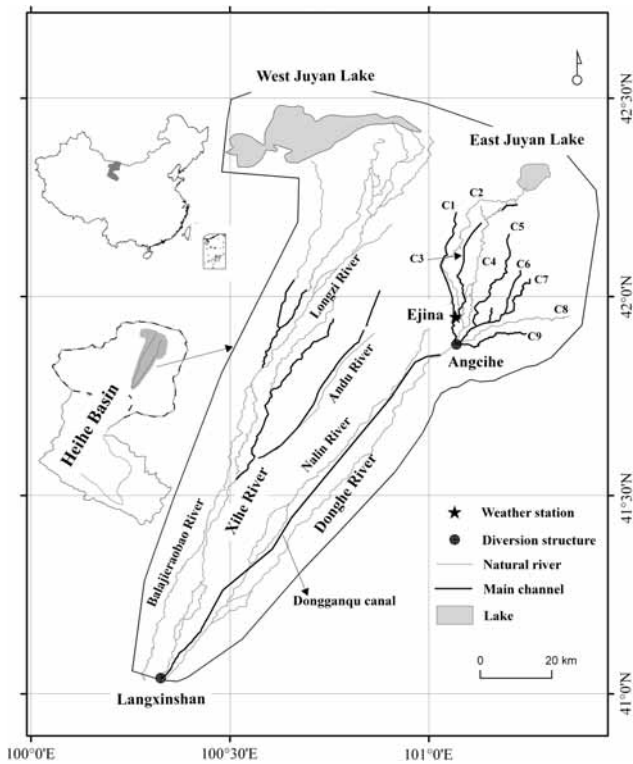 West Juyan Lake
East Juyan Lake
42°30'N
C1
C2
C5
C3
C4
C6
C7
C8
C9
Ejina
Angcihe
42°0'N
Longzi River
Andu River
Heihe Basin
Nalin River
Donghe River
Xihe River
Balajieraobao River
41°30'N
Weather station
Diversion structure
Natural river
Main channel
Lake
Dongganqu canal
0 20 km
Langxinshan
41°0'N
100°0'E
100°30'E
101°0'E